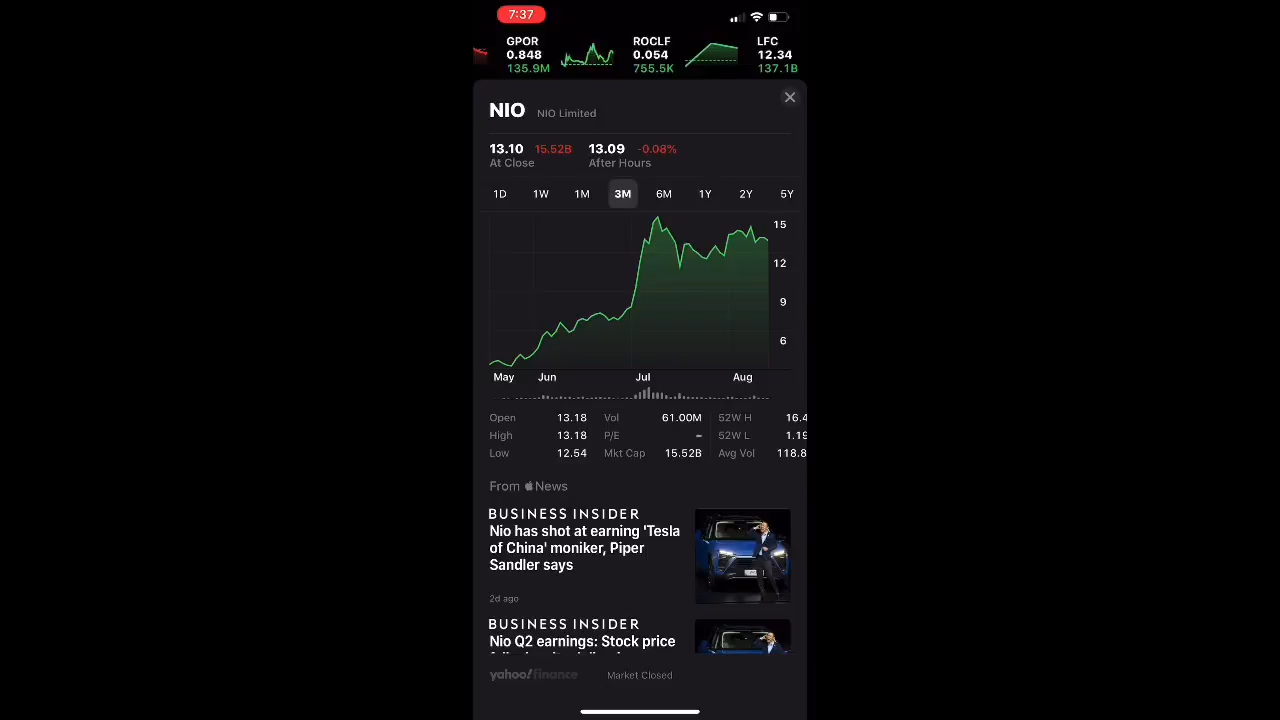 7:37
GPOR ROCLF LFC
0.848 0.054 12.34
135.9M 755.5K 137.1B
NIO NIO Limited
13.10 15.52B 13.09 -0.08%
At Close After Hours
1D 1W 1M 3M 6M 1Y 2Y 5Y
15
12
9
6
May Jun Jul Aug
Open 13.18 Vol 61.00M 52W H 16.4
High 13.18 P/E - 52W L 1.19
Low 12.54 Mkt Cap 15.52B Avg Vol 118.8
From News
BUSINESS INSIDER
Nio has shot at earning 'Tesla
of China' moniker, Piper
Sandler says
2d ago
BUSINESS INSIDER
Nio Q2 earnings: Stock price
yahoo! finance Market Closed